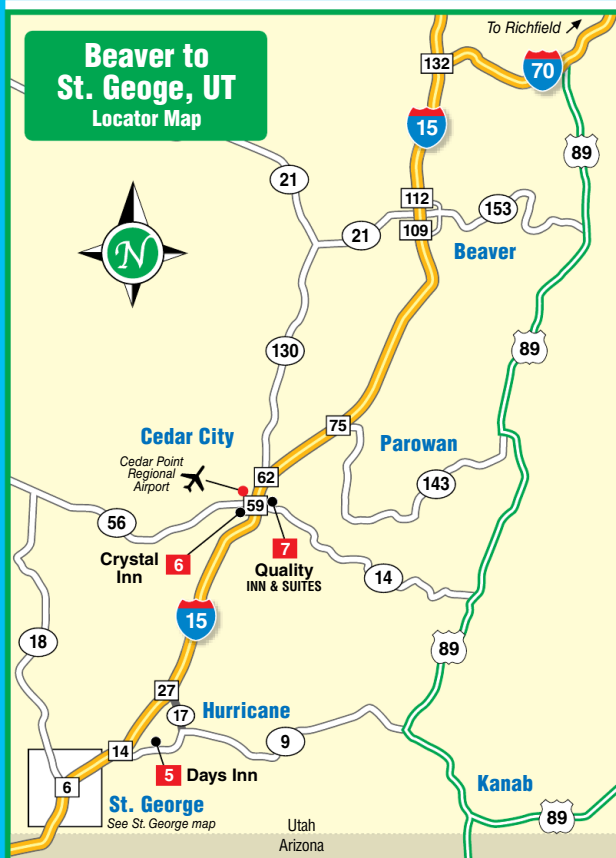 To Richfield
Beaver to
St. Geoge, UT
Locator Map
132
70
15
89
21
112
153
109
21
Beaver
N
89
130
75
Cedar City
Parowan
Cedar Point
Regional
Airport
62
143
59
56
Crystal
Inn
6
7
Quality
INN & SUITES
14
15
18
89
27
17
Hurricane
9
14
5 Days Inn
6
Kanab
St. George
See St. George map
89
Utah
Arizona